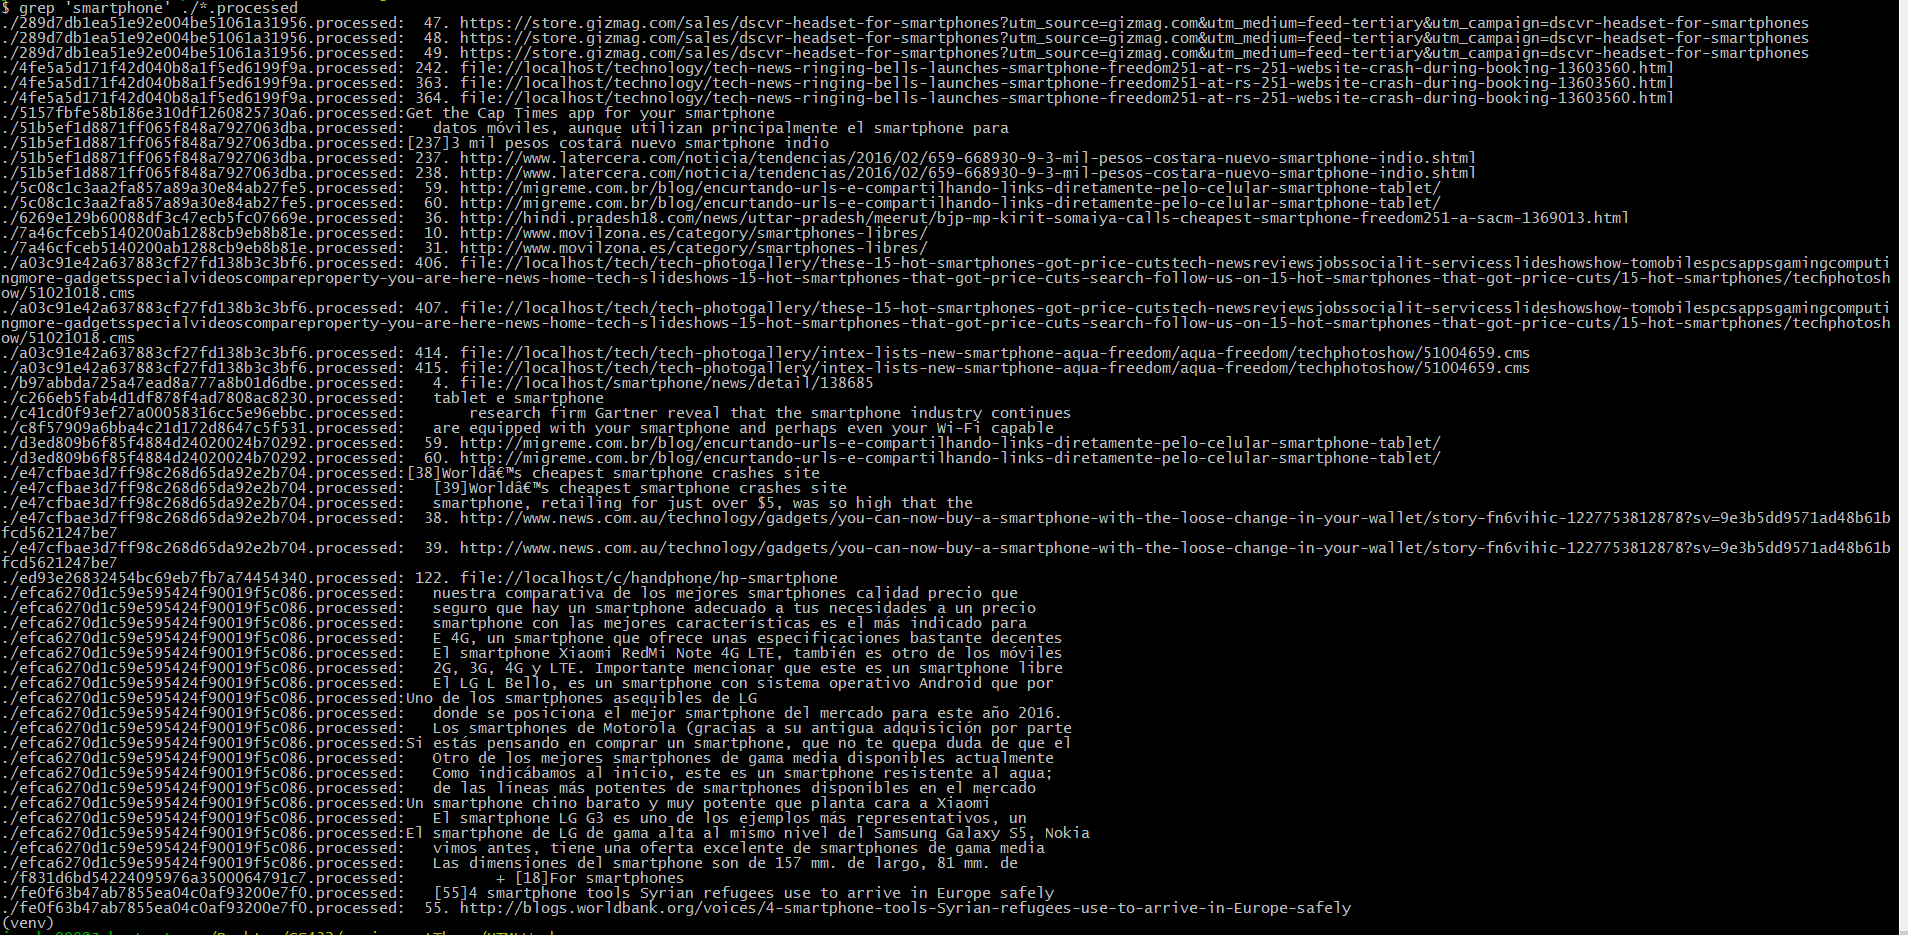 $ grep 'smartphone' ./*.processed
./289d7db1ea51e92e004be51061a31956.processed:  47. https://store.gizmag.com/sales/dscvr-headset-for-smartphones?utm_source=gizmag.com&utm_medium=feed-tertiary&utm_campaign=dscvr-headset-for-smartphones
./289d7db1ea51e92e004be51061a31956.processed:  48. https://store.gizmag.com/sales/dscvr-headset-for-smartphones?utm_source=gizmag.com&utm_medium=feed-tertiary&utm_campaign=dscvr-headset-for-smartphones
./289d7db1ea51e92e004be51061a31956.processed:  49. https://store.gizmag.com/sales/dscvr-headset-for-smartphones?utm_source=gizmag.com&utm_medium=feed-tertiary&utm_campaign=dscvr-headset-for-smartphones
./4fe5a5d171f42d040b8a1f5ed6199f9a.processed: 242. file://localhost/technology/tech-news-ringing-bells-launches-smartphone-freedom251-at-rs-251-website-crash-during-booking-13603560.html
./4fe5a5d171f42d040b8a1f5ed6199f9a.processed: 363. file://localhost/technology/tech-news-ringing-bells-launches-smartphone-freedom251-at-rs-251-website-crash-during-booking-13603560.html
./4fe5a5d171f42d040b8a1f5ed6199f9a.processed: 364. file://localhost/technology/tech-news-ringing-bells-launches-smartphone-freedom251-at-rs-251-website-crash-during-booking-13603560.html
./5157fbfe58b186e310df1260825730a6.processed:Get the Cap Times app for your smartphone
./51b5ef1d8871ff065f848a7927063dba.processed:   datos móviles, aunque utilizan principalmente el smartphone para
./51b5ef1d8871ff065f848a7927063dba.processed:[237]3 mil pesos costará nuevo smartphone indio
./51b5ef1d8871ff065f848a7927063dba.processed: 237. http://www.latercera.com/noticia/tendencias/2016/02/659-668930-9-3-mil-pesos-costara-nuevo-smartphone-indio.shtml
./51b5ef1d8871ff065f848a7927063dba.processed: 238. http://www.latercera.com/noticia/tendencias/2016/02/659-668930-9-3-mil-pesos-costara-nuevo-smartphone-indio.shtml
./5c08c1c3aa2fa857a89a30e84ab27fe5.processed:  59. http://migreme.com.br/blog/encurtando-urls-e-compartilhando-links-diretamente-pelo-celular-smartphone-tablet/
./5c08c1c3aa2fa857a89a30e84ab27fe5.processed:  60. http://migreme.com.br/blog/encurtando-urls-e-compartilhando-links-diretamente-pelo-celular-smartphone-tablet/
./6269e129b60088df3c47ecb5fc07669e.processed:  36. http://hindi.pradesh18.com/news/uttar-pradesh/meerut/bjp-mp-kirit-somaiya-calls-cheapest-smartphone-freedom251-a-sacm-1369013.html
./7a46cfceb5140200ab1288cb9eb8b81e.processed:  10. http://www.movilzona.es/category/smartphones-libres/
./7a46cfceb5140200ab1288cb9eb8b81e.processed:  31. http://www.movilzona.es/category/smartphones-libres/
./a03c91e42a637883cf27fd138b3c3bf6.processed: 406. file://localhost/tech/tech-photogallery/these-15-hot-smartphones-got-price-cutstech-newsreviewsjobssocialit-servicesslideshowshow-tomobilespcsappsgamingcomputi
ngmore-gadgetsspecialvideoscompareproperty-you-are-here-news-home-tech-slideshows-15-hot-smartphones-that-got-price-cuts-search-follow-us-on-15-hot-smartphones-that-got-price-cuts/15-hot-smartphones/techphotosh
ow/51021018.cms
./a03c91e42a637883cf27fd138b3c3bf6.processed: 407. file://localhost/tech/tech-photogallery/these-15-hot-smartphones-got-price-cutstech-newsreviewsjobssocialit-servicesslideshowshow-tomobilespcsappsgamingcomputi
ngmore-gadgetsspecialvideoscompareproperty-you-are-here-news-home-tech-slideshows-15-hot-smartphones-that-got-price-cuts-search-follow-us-on-15-hot-smartphones-that-got-price-cuts/15-hot-smartphones/techphotosh
ow/51021018.cms
./a03c91e42a637883cf27fd138b3c3bf6.processed: 414. file://localhost/tech/tech-photogallery/intex-lists-new-smartphone-aqua-freedom/aqua-freedom/techphotoshow/51004659.cms
./a03c91e42a637883cf27fd138b3c3bf6.processed: 415. file://localhost/tech/tech-photogallery/intex-lists-new-smartphone-aqua-freedom/aqua-freedom/techphotoshow/51004659.cms
./b97abbda725a47ead8a777a8b01d6dbe.processed:   4. file://localhost/smartphone/news/detail/138685
./c266eb5fab4d1df878f4ad7808ac8230.processed:   tablet e smartphone
./c41cd0f93ef27a00058316cc5e96ebbc.processed:       research firm Gartner reveal that the smartphone industry continues
./c8f57909a6bba4c21d172d8647c5f531.processed:   are equipped with your smartphone and perhaps even your Wi-Fi capable
./d3ed809b6f85f4884d24020024b70292.processed:  59. http://migreme.com.br/blog/encurtando-urls-e-compartilhando-links-diretamente-pelo-celular-smartphone-tablet/
./d3ed809b6f85f4884d24020024b70292.processed:  60. http://migreme.com.br/blog/encurtando-urls-e-compartilhando-links-diretamente-pelo-celular-smartphone-tablet/
./e47cfbae3d7ff98c268d65da92e2b704.processed:[38]Worldâ€™s cheapest smartphone crashes site
./e47cfbae3d7ff98c268d65da92e2b704.processed:   [39]Worldâ€™s cheapest smartphone crashes site
./e47cfbae3d7ff98c268d65da92e2b704.processed:   smartphone, retailing for just over $5, was so high that the
./e47cfbae3d7ff98c268d65da92e2b704.processed:  38. http://www.news.com.au/technology/gadgets/you-can-now-buy-a-smartphone-with-the-loose-change-in-your-wallet/story-fn6vihic-1227753812878?sv=9e3b5dd9571ad48b61b
fcd5621247be7
./e47cfbae3d7ff98c268d65da92e2b704.processed:  39. http://www.news.com.au/technology/gadgets/you-can-now-buy-a-smartphone-with-the-loose-change-in-your-wallet/story-fn6vihic-1227753812878?sv=9e3b5dd9571ad48b61b
fcd5621247be7
./ed93e26832454bc69eb7fb7a74454340.processed: 122. file://localhost/c/handphone/hp-smartphone
./efca6270d1c59e595424f90019f5c086.processed:   nuestra comparativa de los mejores smartphones calidad precio que
./efca6270d1c59e595424f90019f5c086.processed:   seguro que hay un smartphone adecuado a tus necesidades a un precio
./efca6270d1c59e595424f90019f5c086.processed:   smartphone con las mejores características es el más indicado para
./efca6270d1c59e595424f90019f5c086.processed:   E 4G, un smartphone que ofrece unas especificaciones bastante decentes
./efca6270d1c59e595424f90019f5c086.processed:   El smartphone Xiaomi RedMi Note 4G LTE, también es otro de los móviles
./efca6270d1c59e595424f90019f5c086.processed:   2G, 3G, 4G y LTE. Importante mencionar que este es un smartphone libre
./efca6270d1c59e595424f90019f5c086.processed:   El LG L Bello, es un smartphone con sistema operativo Android que por
./efca6270d1c59e595424f90019f5c086.processed:Uno de los smartphones asequibles de LG
./efca6270d1c59e595424f90019f5c086.processed:   donde se posiciona el mejor smartphone del mercado para este año 2016.
./efca6270d1c59e595424f90019f5c086.processed:   Los smartphones de Motorola (gracias a su antigua adquisición por parte
./efca6270d1c59e595424f90019f5c086.processed:Si estás pensando en comprar un smartphone, que no te quepa duda de que el
./efca6270d1c59e595424f90019f5c086.processed:   Otro de los mejores smartphones de gama media disponibles actualmente
./efca6270d1c59e595424f90019f5c086.processed:   Como indicábamos al inicio, este es un smartphone resistente al agua;
./efca6270d1c59e595424f90019f5c086.processed:   de las líneas más potentes de smartphones disponibles en el mercado
./efca6270d1c59e595424f90019f5c086.processed:Un smartphone chino barato y muy potente que planta cara a Xiaomi
./efca6270d1c59e595424f90019f5c086.processed:   El smartphone LG G3 es uno de los ejemplos más representativos, un
./efca6270d1c59e595424f90019f5c086.processed:El smartphone de LG de gama alta al mismo nivel del Samsung Galaxy S5, Nokia
./efca6270d1c59e595424f90019f5c086.processed:   vimos antes, tiene una oferta excelente de smartphones de gama media
./efca6270d1c59e595424f90019f5c086.processed:   Las dimensiones del smartphone son de 157 mm. de largo, 81 mm. de
./f831d6bd54224095976a3500064791c7.processed:          + [18]For smartphones
./fe0f63b47ab7855ea04c0af93200e7f0.processed:   [55]4 smartphone tools Syrian refugees use to arrive in Europe safely
./fe0f63b47ab7855ea04c0af93200e7f0.processed:  55. http://blogs.worldbank.org/voices/4-smartphone-tools-Syrian-refugees-use-to-arrive-in-Europe-safely
(venv)